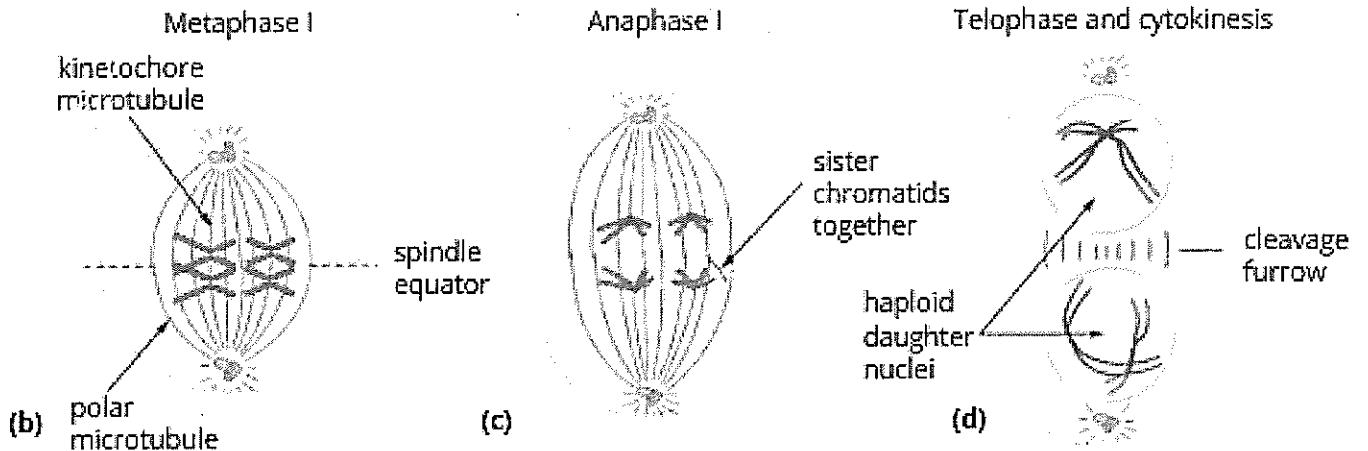 Metaphase I
Anaphase I
Telophase and cytokinesis
kinetochore
microtubule
spindle
equator
polar
microtubule
(b)
sister
chromatids
together
(c)
cleavage
furrow
haploid
daughter
nuclei
(d)